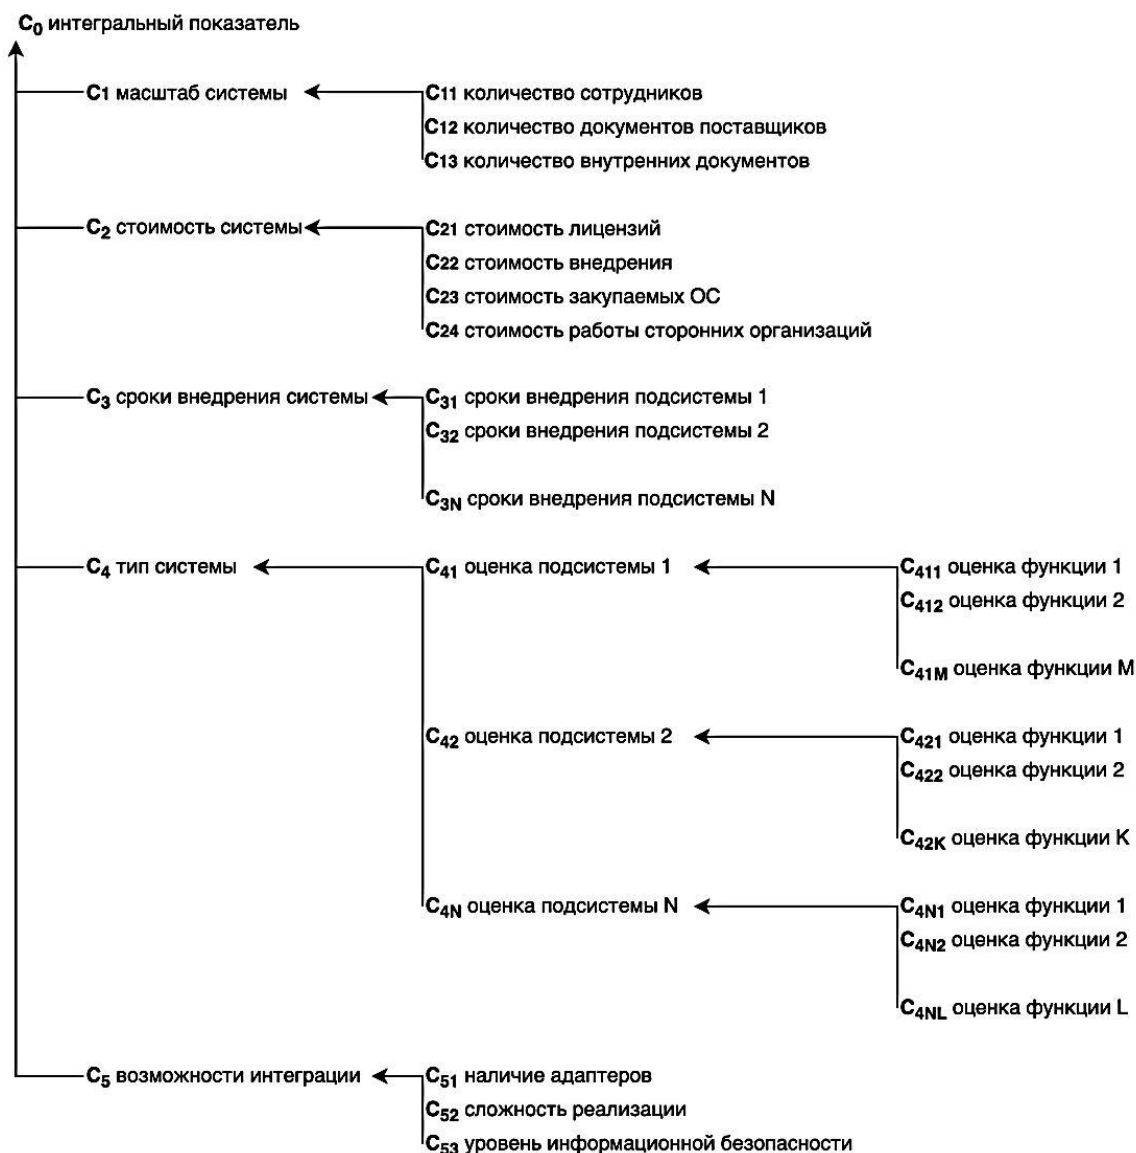 C₀ интегральный показатель
C1 масштаб системы
C11 количество сотрудников
C12 количество документов поставщиков
C13 количество внутренних документов
C₂ стоимость системы
C21 стоимость лицензий
C22 стоимость внедрения
C23 стоимость закупаемых ОС
C24 стоимость работы сторонних организаций
C₃ сроки внедрения системы
C₃₁ сроки внедрения подсистемы 1
C₃₂ сроки внедрения подсистемы 2
C3N сроки внедрения подсистемы N
C₄ тип системы
C₄₁ оценка подсистемы 1
C₄₁₁ оценка функции 1
C₄₁₂ оценка функции 2
C41M оценка функции M
C₄₂ оценка подсистемы 2
C₄₂₁ оценка функции 1
C₄₂₂ оценка функции 2
C42K оценка функции K
C4N оценка подсистемы N
C4N1 оценка функции 1
C4N2 оценка функции 2
C4NL оценка функции L
C₅ возможности интеграции
C₅₁ наличие адаптеров
C₅₂ сложность реализации
C₅₃ уровень информационной безопасности